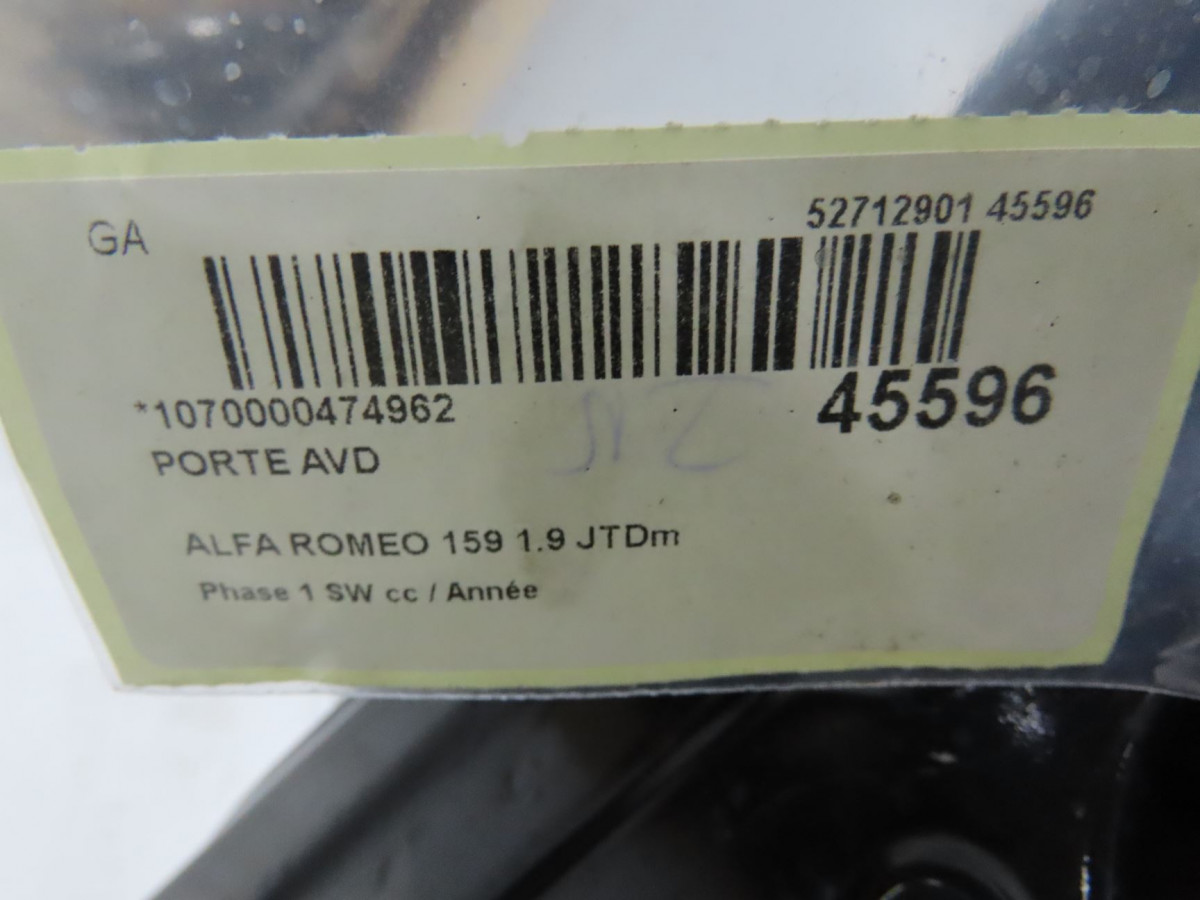 GA
52712901 45596
*1070000474962
45596
PORTE AVD
ALFA ROMEO 159 1.9 JTDm
Phase 1 SW cc / Année